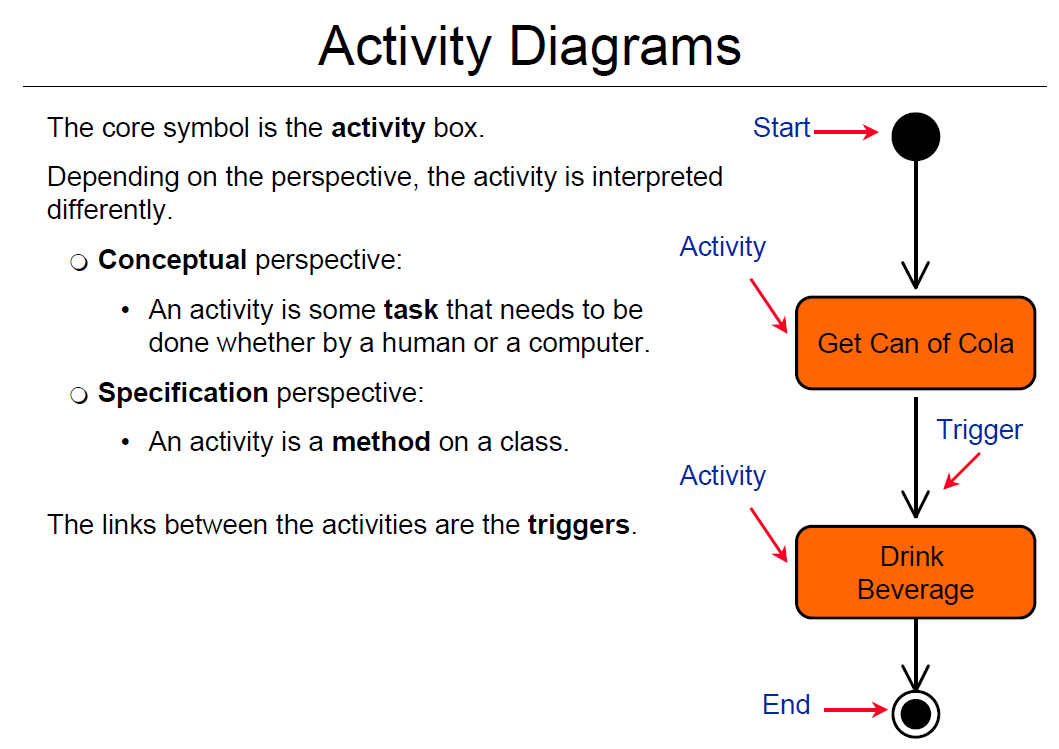 Activity Diagrams
The core symbol is the activity box.
Depending on the perspective, the activity is interpreted
differently.
Conceptual perspective:
• An activity is some task that needs to be
done whether by a human or a computer.
Specification perspective:
• An activity is a method on a class.
The links between the activities are the triggers.
Start
Activity
Get Can of Cola
Trigger
Activity
Drink
Beverage
End